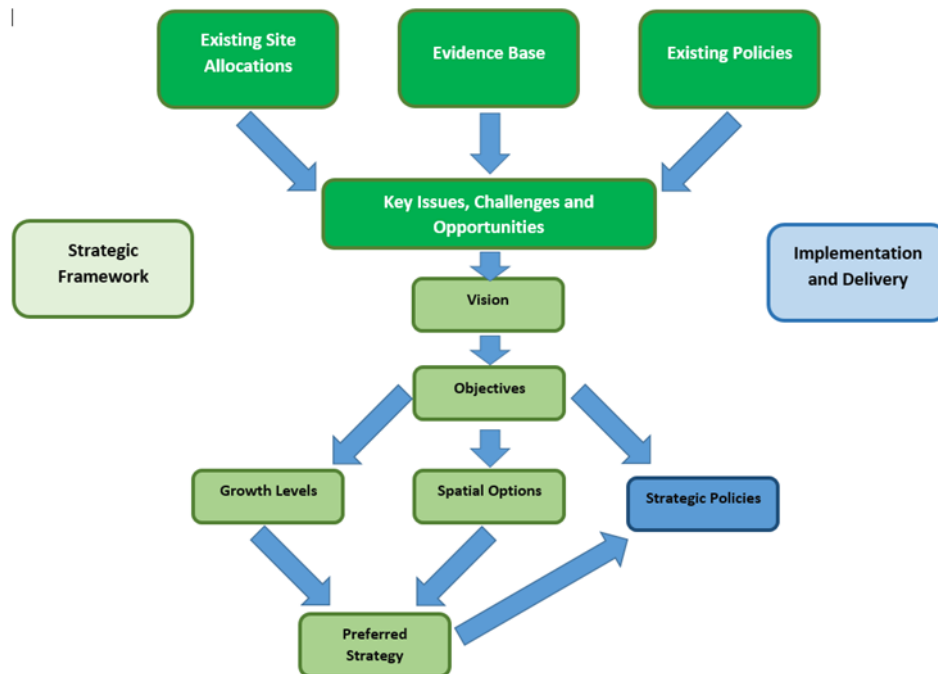 Existing Site
Allocations
Evidence Base
Existing Policies
Key Issues, Challenges and
Opportunities
Strategic
Framework
Implementation
and Delivery
Vision
Objectives
Growth Levels
Spatial Options
Strategic Policies
Preferred
Strategy